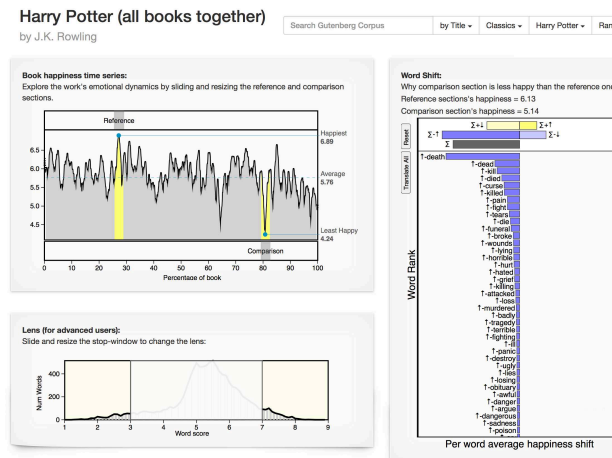 Harry Potter (all books together)
by J.K. Rowling
Search Gutenberg Corpus
by Title
Classics
Harry Potter
Ran
Book happiness time series:
Explore the work's emotional dynamics by sliding and resizing the reference and comparison
sections.
Reference
Happiest
6.89
Average
5.76
Least Happy
4.24
6.5
6.0
5.5
5.0
4.5
Comparison
0 10 20 30 40 50 60 70 80 90 100
Percentage of book
Lens (for advanced users):
Slide and resize the stop-window to change the lens:
Num Words
400
200
0
1 2 3 4 5 6 7 8 9
Word score
Word Shift:
Why comparison section is less happy than the reference one
Reference sections's happiness = 6.13
Comparison section's happiness = 5.14
Reset
Translate All
Σ+↓ Σ+↑
Σ-↑ Σ-↓
Σ
Word Rank
↑-death
↑-dead
↑-kill
↑-died
↑-curse
↑-killed
↑-pain
↑-fight
↑-tears
↑-die
↑-funeral
↑-broke
↑-wounds
↑-lying
↑-horrible
↑-hurt
↑-hated
↑-grief
↑-killing
↑-attacked
↑-loss
↑-murdered
↑-badly
↑-tragedy
↑-terrible
↑-fighting
↑-ill
↑-panic
↑-destroy
↑-ugly
↑-lies
↑-losing
↑-obituary
↑-awful
↑-danger
↑-argue
↑-dangerous
↑-sadness
↑-poison
Per word average happiness shift